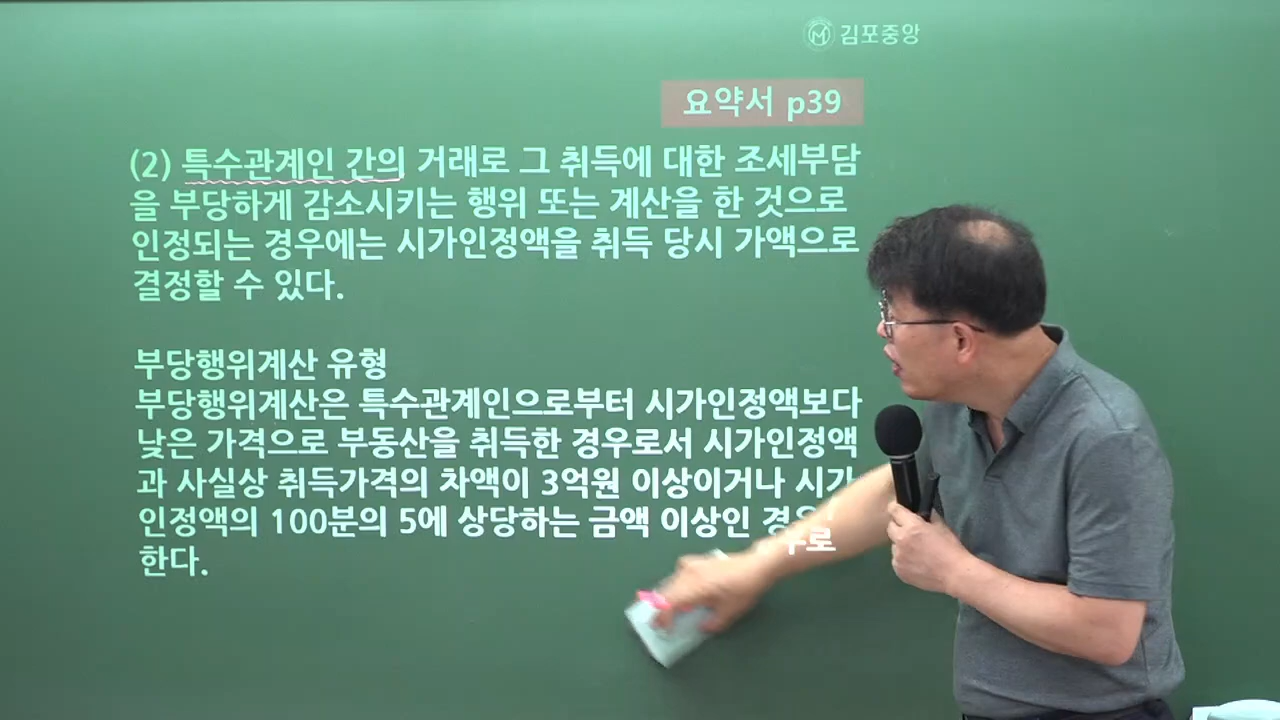 김포중앙
요약서 p39
(2) 특수관계인 간의 거래로 그 취득에 대한 조세부담
을 부당하게 감소시키는 행위 또는 계산을 한 것으로
인정되는 경우에는 시가인정액을 취득 당시 가액으로
결정할 수 있다.
부당행위계산 유형
부당행위계산은 특수관계인으로부터 시가인정액보다
낮은 가격으로 부동산을 취득한 경우로서 시가인정액
과 사실상 취득가격의 차액이 3억원 이상이거나 시가
인정액의 100분의 5에 상당하는 금액 이상인 경우로
한다.